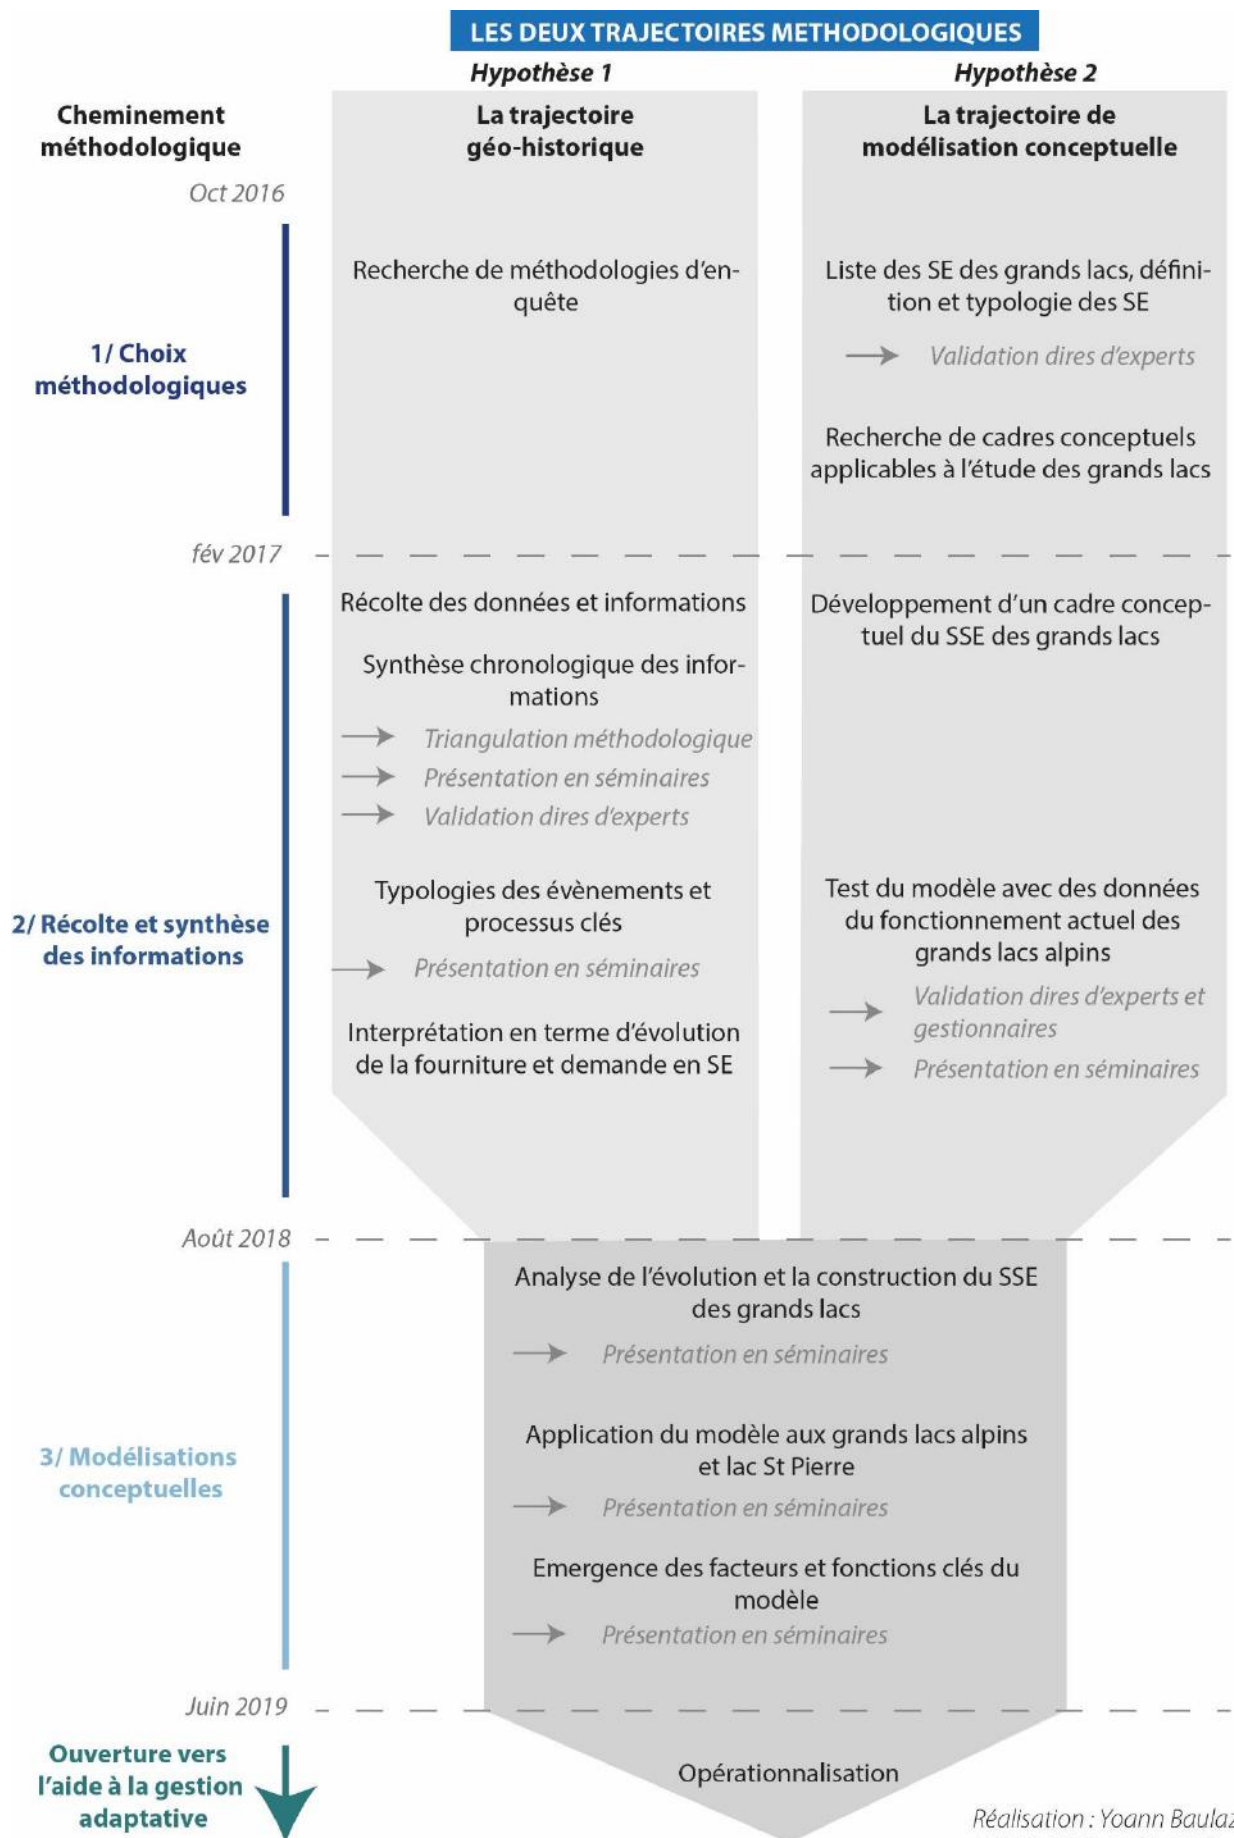 LES DEUX TRAJECTOIRES METHODOLOGIQUES
Hypothèse 1
Hypothèse 2
Cheminement
méthodologique
La trajectoire
géo-historique
La trajectoire de
modélisation conceptuelle
Oct 2016
1/ Choix
méthodologiques
Recherche de méthodologies d'en-
quête
Liste des SE des grands lacs, défini-
tion et typologie des SE
Validation dires d'experts
Recherche de cadres conceptuels
applicables à l'étude des grands lacs
fév 2017
2/ Récolte et synthèse
des informations
Récolte des données et informations
Synthèse chronologique des infor-
mations
Triangulation méthodologique
Présentation en séminaires
Validation dires d'experts
Typologies des évènements et
processus clés
Présentation en séminaires
Interprétation en terme d'évolution
de la fourniture et demande en SE
Développement d'un cadre concep-
tuel du SSE des grands lacs
Test du modèle avec des données
du fonctionnement actuel des
grands lacs alpins
Validation dires d'experts et
gestionnaires
Présentation en séminaires
Août 2018
3/ Modélisations
conceptuelles
Analyse de l'évolution et la construction du SSE
des grands lacs
Présentation en séminaires
Application du modèle aux grands lacs alpins
et lac St Pierre
Présentation en séminaires
Emergence des facteurs et fonctions clés du
modèle
Présentation en séminaires
Juin 2019
Ouverture vers
l'aide à la gestion
adaptative
Opérationnalisation
Réalisation : Yoann Baulaz